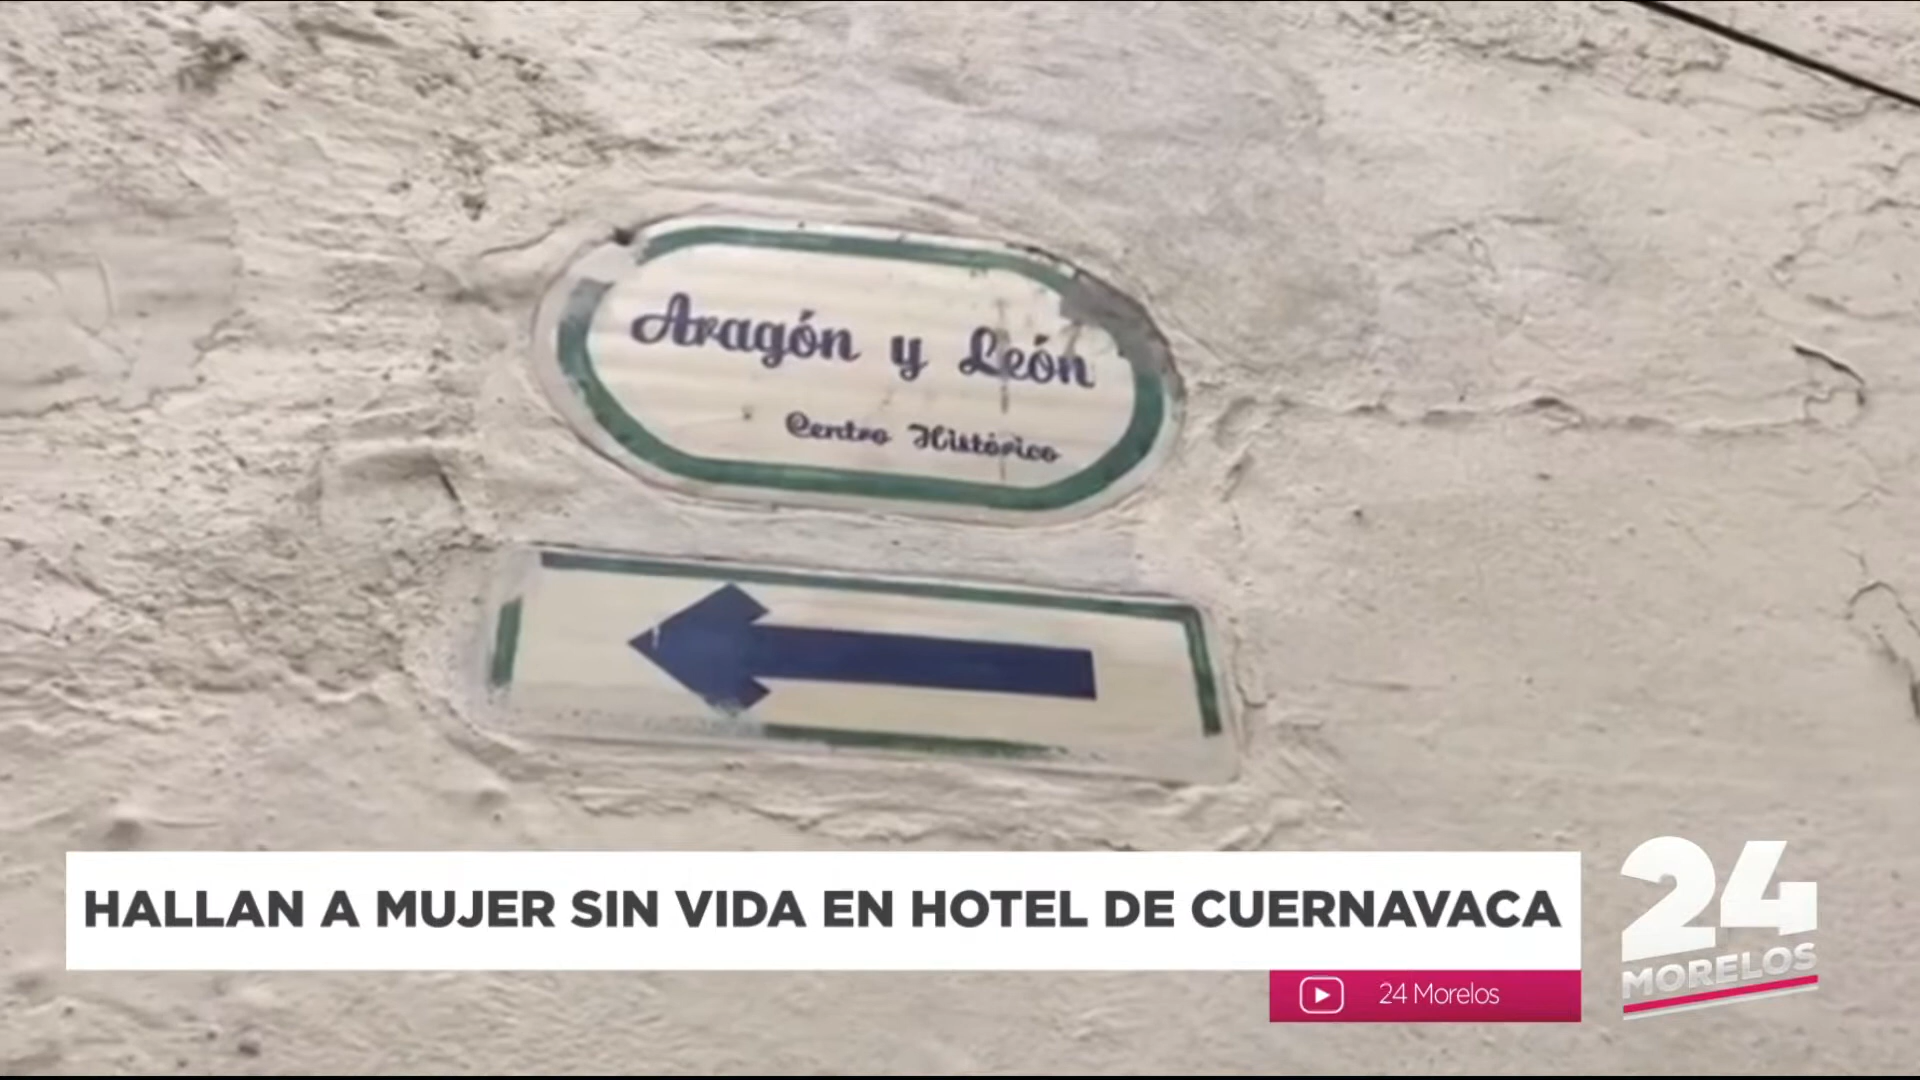 Aragón y León
Centro Histórico
HALLAN A MUJER SIN VIDA EN HOTEL DE CUERNAVACA
24 Morelos
24
MORELOS